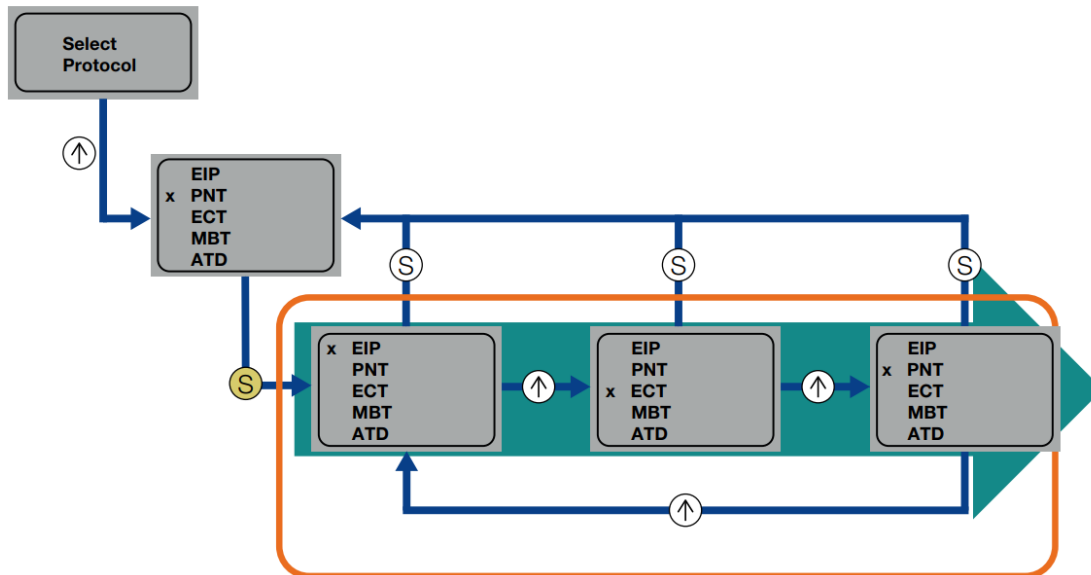 Select
Protocol
EIP
x PNT
ECT
MBT
ATD
S
S
S
S
x EIP
PNT
ECT
MBT
ATD
EIP
PNT
x ECT
MBT
ATD
EIP
x PNT
ECT
MBT
ATD